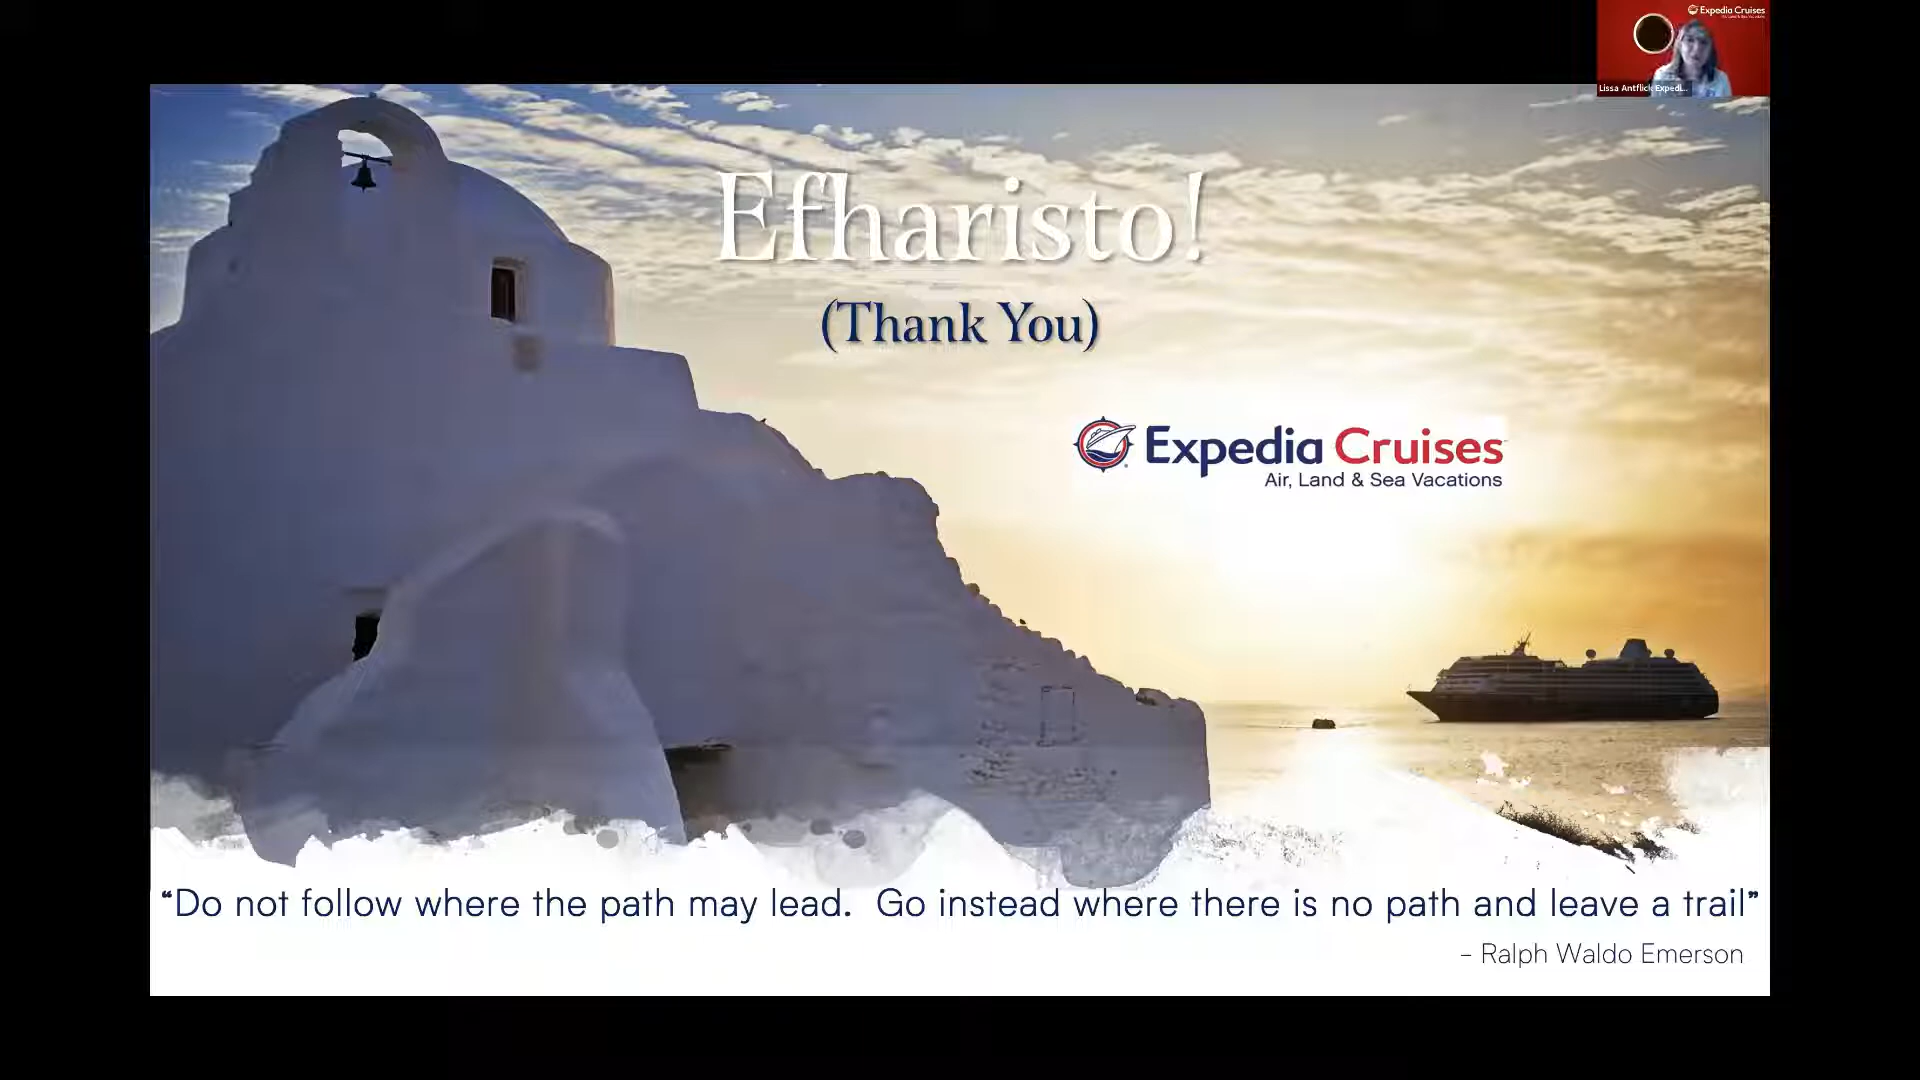 Expedia Cruises
Lissa Antflick Expedi...
Efharisto!
(Thank You)
Expedia Cruises
Air, Land & Sea Vacations
“Do not follow where the path may lead.  Go instead where there is no path and leave a trail”
– Ralph Waldo Emerson